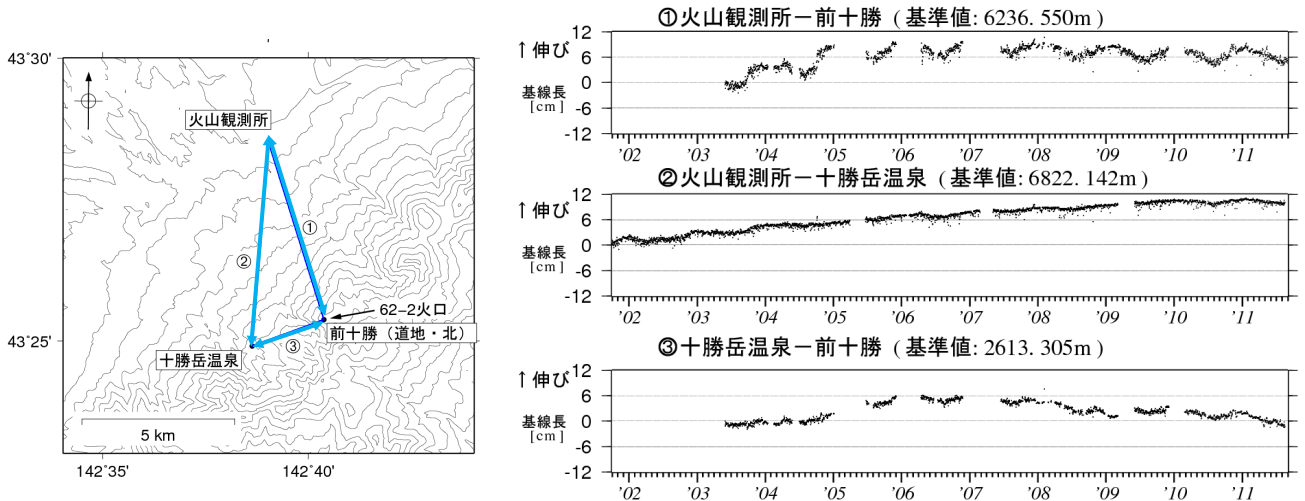 43˚30'
43˚25'
142˚35'
142˚40'
火山観測所
①
②
③
62−2火口
前十勝（道地・北）
十勝岳温泉
5 km
①火山観測所－前十勝 ( 基準値: 6236. 550m )
↑伸び
基線長
[cm]
12
6
0
-6
-12
'02 '03 '04 '05 '06 '07 '08 '09 '10 '11
②火山観測所－十勝岳温泉 ( 基準値: 6822. 142m )
↑伸び
基線長
[cm]
12
6
0
-6
-12
'02 '03 '04 '05 '06 '07 '08 '09 '10 '11
③十勝岳温泉－前十勝 ( 基準値: 2613. 305m )
↑伸び
基線長
[cm]
12
6
0
-6
-12
'02 '03 '04 '05 '06 '07 '08 '09 '10 '11